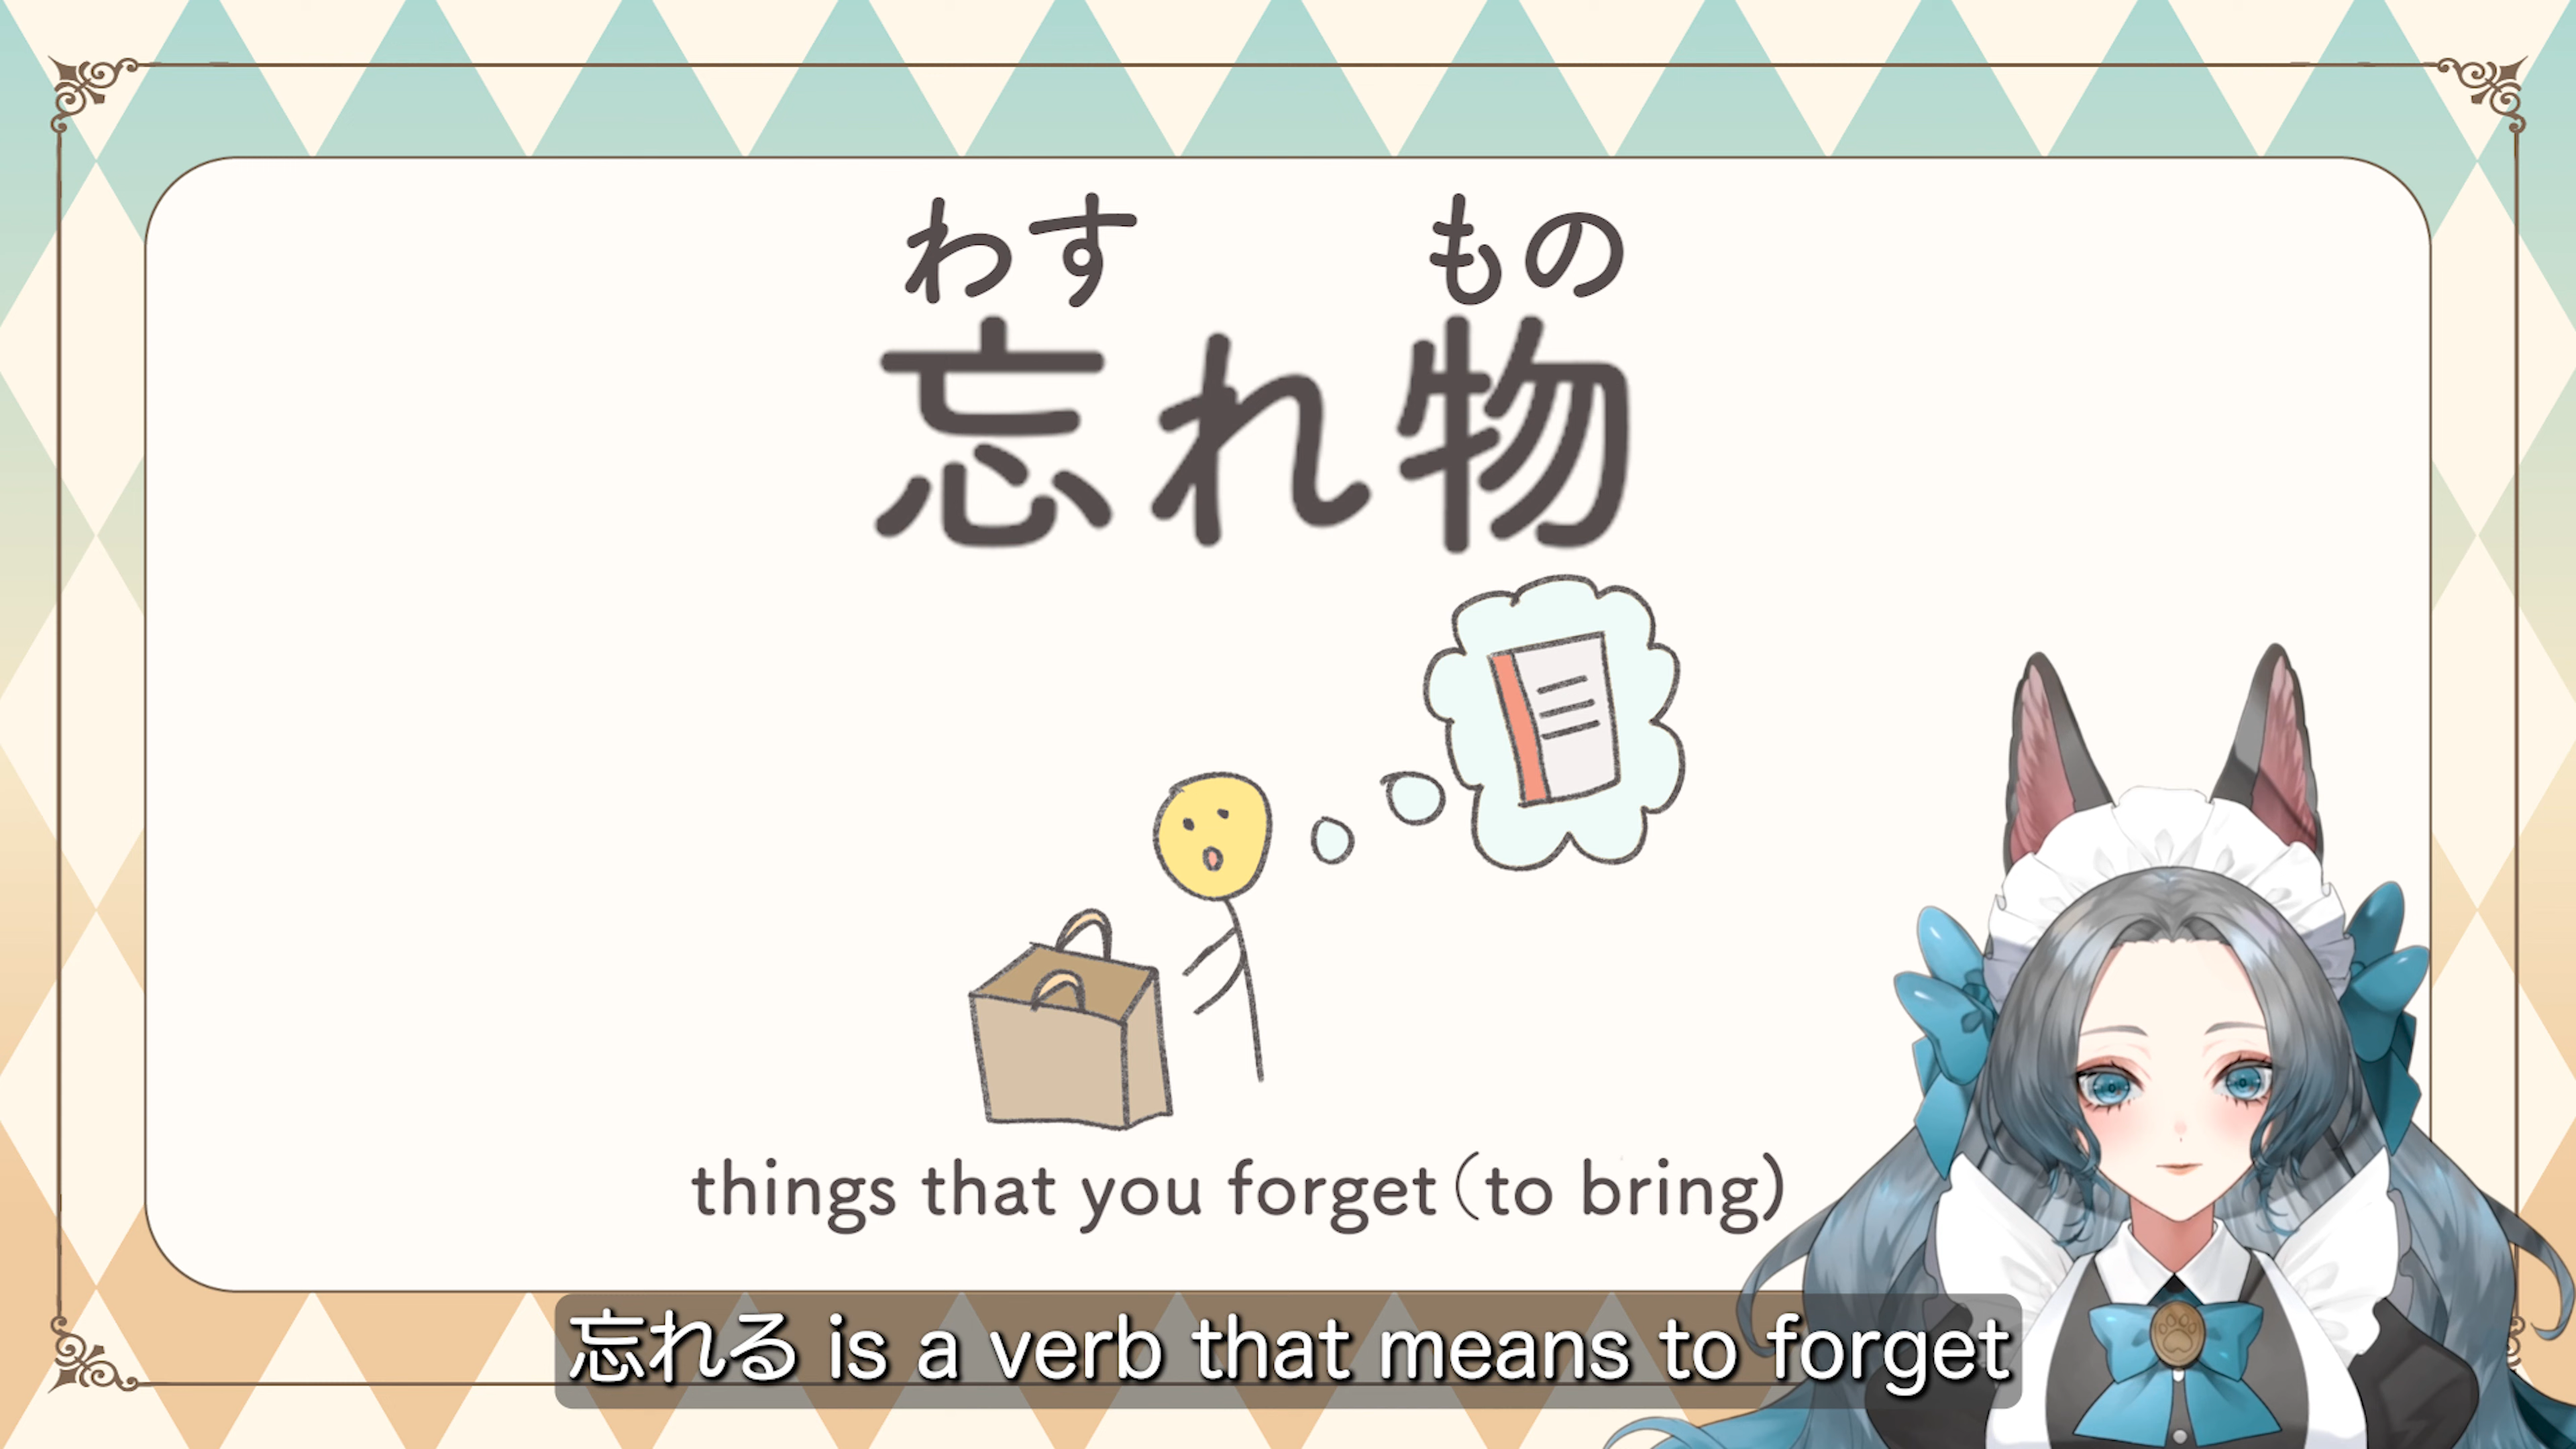 わす もの
忘れ物
things that you forget (to bring)
忘れる is a verb that means to forget